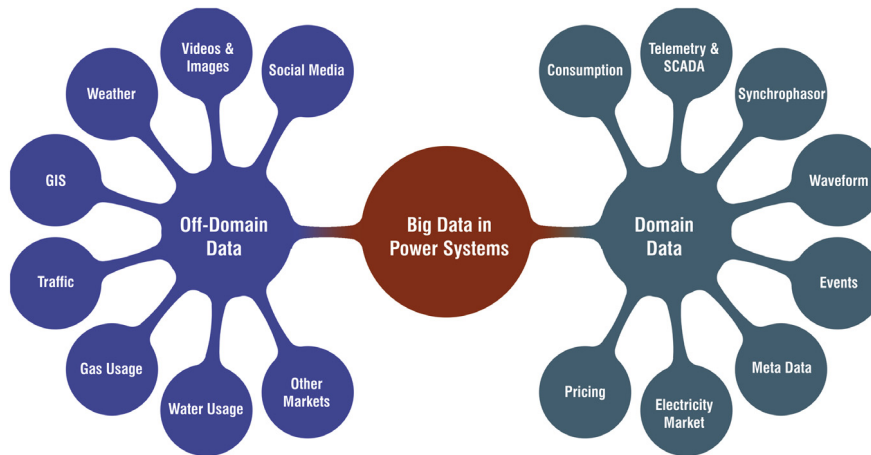 Videos &
Images
Social Media
Weather
GIS
Off-Domain
Data
Traffic
Gas Usage
Water Usage
Other
Markets
Big Data in
Power Systems
Consumption
Telemetry &
SCADA
Synchrophasor
Waveform
Domain
Data
Events
Meta Data
Electricity
Market
Pricing